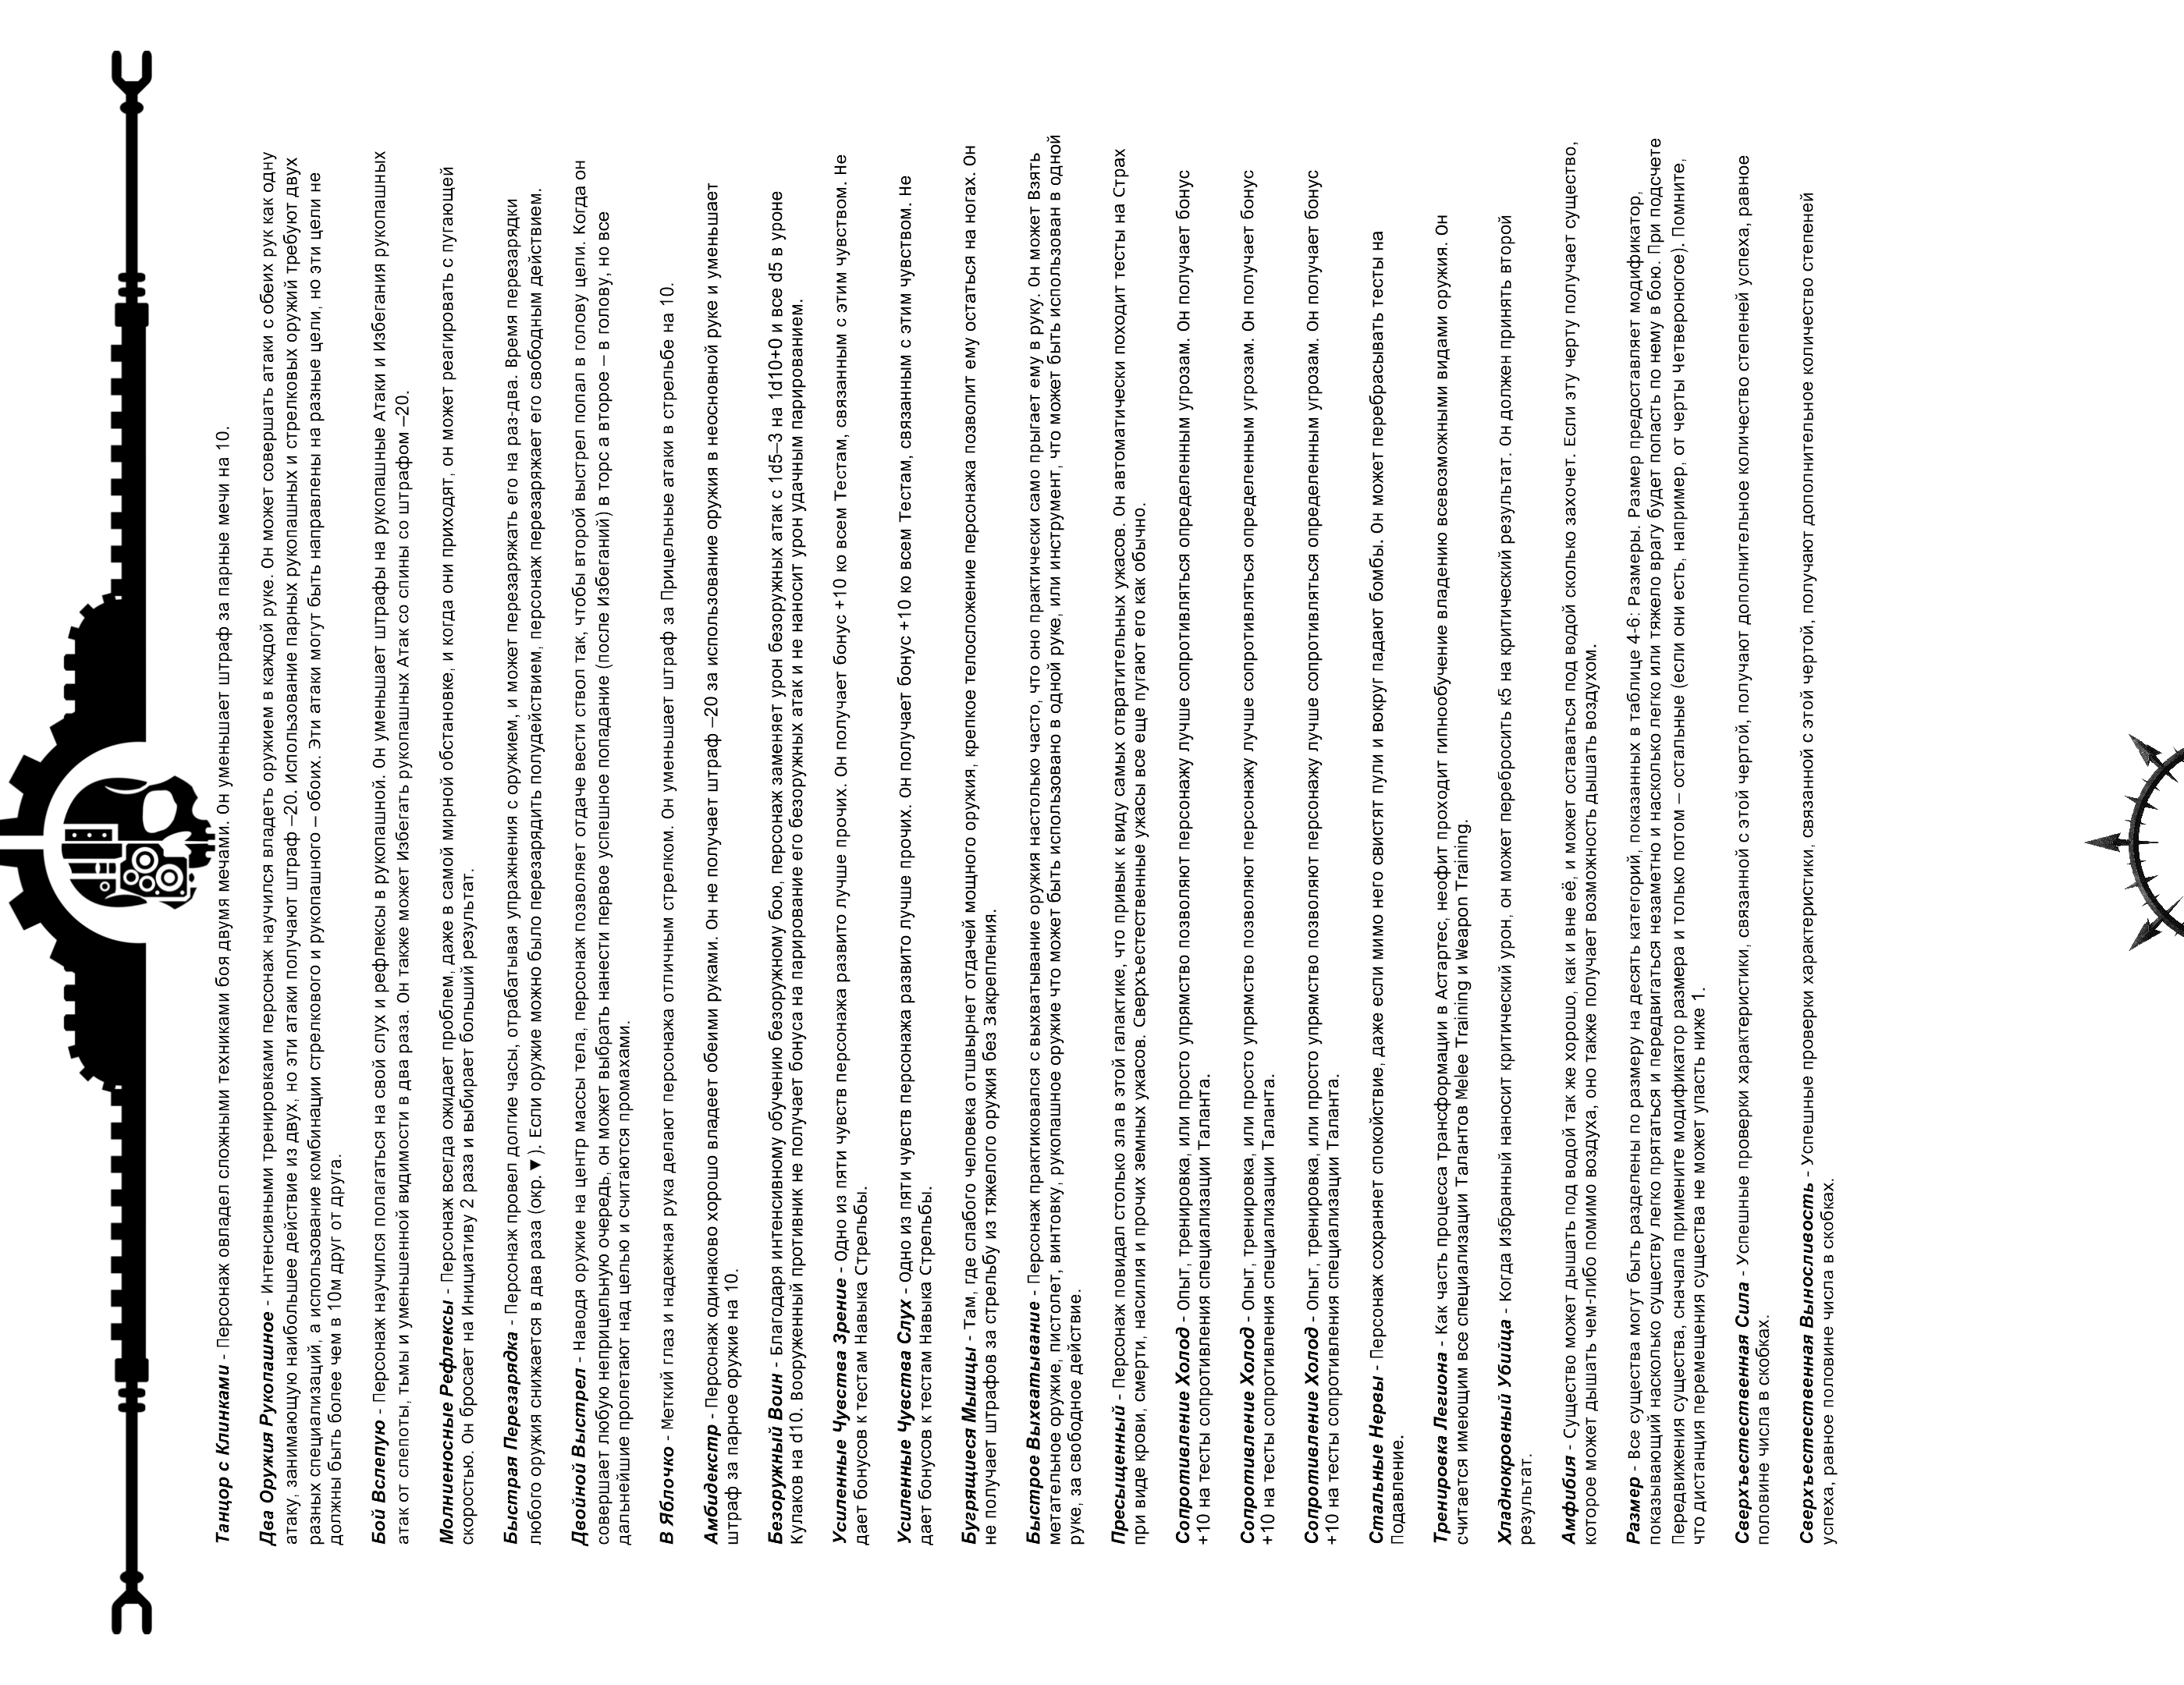 Танцор с Клинками - Персонаж овладел сложными техниками боя двумя мечами. Он уменьшает штраф за парные мечи на 10.
Два Оружия Рукопашное - Интенсивными тренировками персонаж научился владеть оружием в каждой руке. Он может совершать атаки с обеих рук как одну
атаку, занимающую наибольшее действие из двух, но эти атаки получают штраф –20. Использование парных рукопашных и стрелковых оружий требуют двух
разных специализаций, а использование комбинации стрелкового и рукопашного – обоих. Эти атаки могут быть направлены на разные цели, но эти цели не
должны быть более чем в 10м друг от друга.
Бой Вслепую - Персонаж научился полагаться на свой слух и рефлексы в рукопашной. Он уменьшает штрафы на рукопашные Атаки и Избегания рукопашных
атак от слепоты, тьмы и уменьшенной видимости в два раза. Он также может Избегать рукопашных Атак со спины со штрафом –20.
Молниеносные Рефлексы - Персонаж всегда ожидает проблем, даже в самой мирной обстановке, и когда они приходят, он может реагировать с пугающей
скоростью. Он бросает на Инициативу 2 раза и выбирает больший результат.
Быстрая Перезарядка - Персонаж провел долгие часы, отрабатывая упражнения с оружием, и может перезаряжать его на раз-два. Время перезарядки
любого оружия снижается в два раза (окр.▼). Если оружие можно было перезарядить полудействием, персонаж перезаряжает его свободным действием.
Двойной Выстрел - Наводя оружие на центр массы тела, персонаж позволяет отдаче вести ствол так, чтобы второй выстрел попал в голову цели. Когда он
совершает любую неприцельную очередь, он может выбрать нанести первое успешное попадание (после Избеганий) в торс а второе – в голову, но все
дальнейшие пролетают над целью и считаются промахами.
В Яблочко - Меткий глаз и надежная рука делают персонажа отличным стрелком. Он уменьшает штраф за Прицельные атаки в стрельбе на 10.
Амбидекстр - Персонаж одинаково хорошо владеет обеими руками. Он не получает штраф –20 за использование оружия в неосновной руке и уменьшает
штраф за парное оружие на 10.
Безоружный Воин - Благодаря интенсивному обучению безоружному бою, персонаж заменяет урон безоружных атак с 1d5–3 на 1d10+0 и все d5 в уроне
Кулаков на d10. Вооруженный противник не получает бонуса на парирование его безоружных атак и не наносит урон удачным парированием.
Усиленные Чувства Зрение - Одно из пяти чувств персонажа развито лучше прочих. Он получает бонус +10 ко всем Тестам, связанным с этим чувством. Не
дает бонусов к тестам Навыка Стрельбы.
Усиленные Чувства Слух - Одно из пяти чувств персонажа развито лучше прочих. Он получает бонус +10 ко всем Тестам, связанным с этим чувством. Не
дает бонусов к тестам Навыка Стрельбы.
Бугрящиеся Мышцы - Там, где слабого человека отшвырнет отдачей мощного оружия, крепкое телосложение персонажа позволит ему остаться на ногах. Он
не получает штрафов за стрельбу из тяжелого оружия без Закрепления.
Быстрое Выхватывание - Персонаж практиковался с выхватывание оружия настолько часто, что оно практически само прыгает ему в руку. Он может Взять
метательное оружие, пистолет, винтовку, рукопашное оружие что может быть использовано в одной руке, или инструмент, что может быть использован в одной
руке, за свободное действие.
Пресыщенный - Персонаж повидал столько зла в этой галактике, что привык к виду самых отвратительных ужасов. Он автоматически походит тесты на Страх
при виде крови, смерти, насилия и прочих земных ужасов. Сверхъестественные ужасы все еще пугают его как обычно.
Сопротивление Холод - Опыт, тренировка, или просто упрямство позволяют персонажу лучше сопротивляться определенным угрозам. Он получает бонус
+10 на тесты сопротивления специализации Таланта.
Сопротивление Холод - Опыт, тренировка, или просто упрямство позволяют персонажу лучше сопротивляться определенным угрозам. Он получает бонус
+10 на тесты сопротивления специализации Таланта.
Сопротивление Холод - Опыт, тренировка, или просто упрямство позволяют персонажу лучше сопротивляться определенным угрозам. Он получает бонус
+10 на тесты сопротивления специализации Таланта.
Стальные Нервы - Персонаж сохраняет спокойствие, даже если мимо него свистят пули и вокруг падают бомбы. Он может перебрасывать тесты на
Подавление.
Тренировка Легиона - Как часть процесса трансформации в Астартес, неофит проходит гипнообучение владению всевозможными видами оружия. Он
считается имеющим все специализации Талантов Melee Training и Weapon Training.
Хладнокровный Убийца - Когда Избранный наносит критический урон, он может перебросить к5 на критический результат. Он должен принять второй
результат.
Амфибия - Существо может дышать под водой так же хорошо, как и вне её, и может оставаться под водой сколько захочет. Если эту черту получает существо,
которое может дышать чем-либо помимо воздуха, оно также получает возможность дышать воздухом.
Размер - Все существа могут быть разделены по размеру на десять категорий, показанных в таблице 4-6: Размеры. Размер предоставляет модификатор,
показывающий насколько существу легко прятаться и передвигаться незаметно и насколько легко или тяжело врагу будет попасть по нему в бою. При подсчете
Передвижения существа, сначала примените модификатор размера и только потом – остальные (если они есть, например, от черты Четвероногое). Помните,
что дистанция перемещения существа не может упасть ниже 1.
Сверхъестественная Сила - Успешные проверки характеристики, связанной с этой чертой, получают дополнительное количество степеней успеха, равное
половине числа в скобках.
Сверхъестественная Выносливость - Успешные проверки характеристики, связанной с этой чертой, получают дополнительное количество степеней
успеха, равное половине числа в скобках.